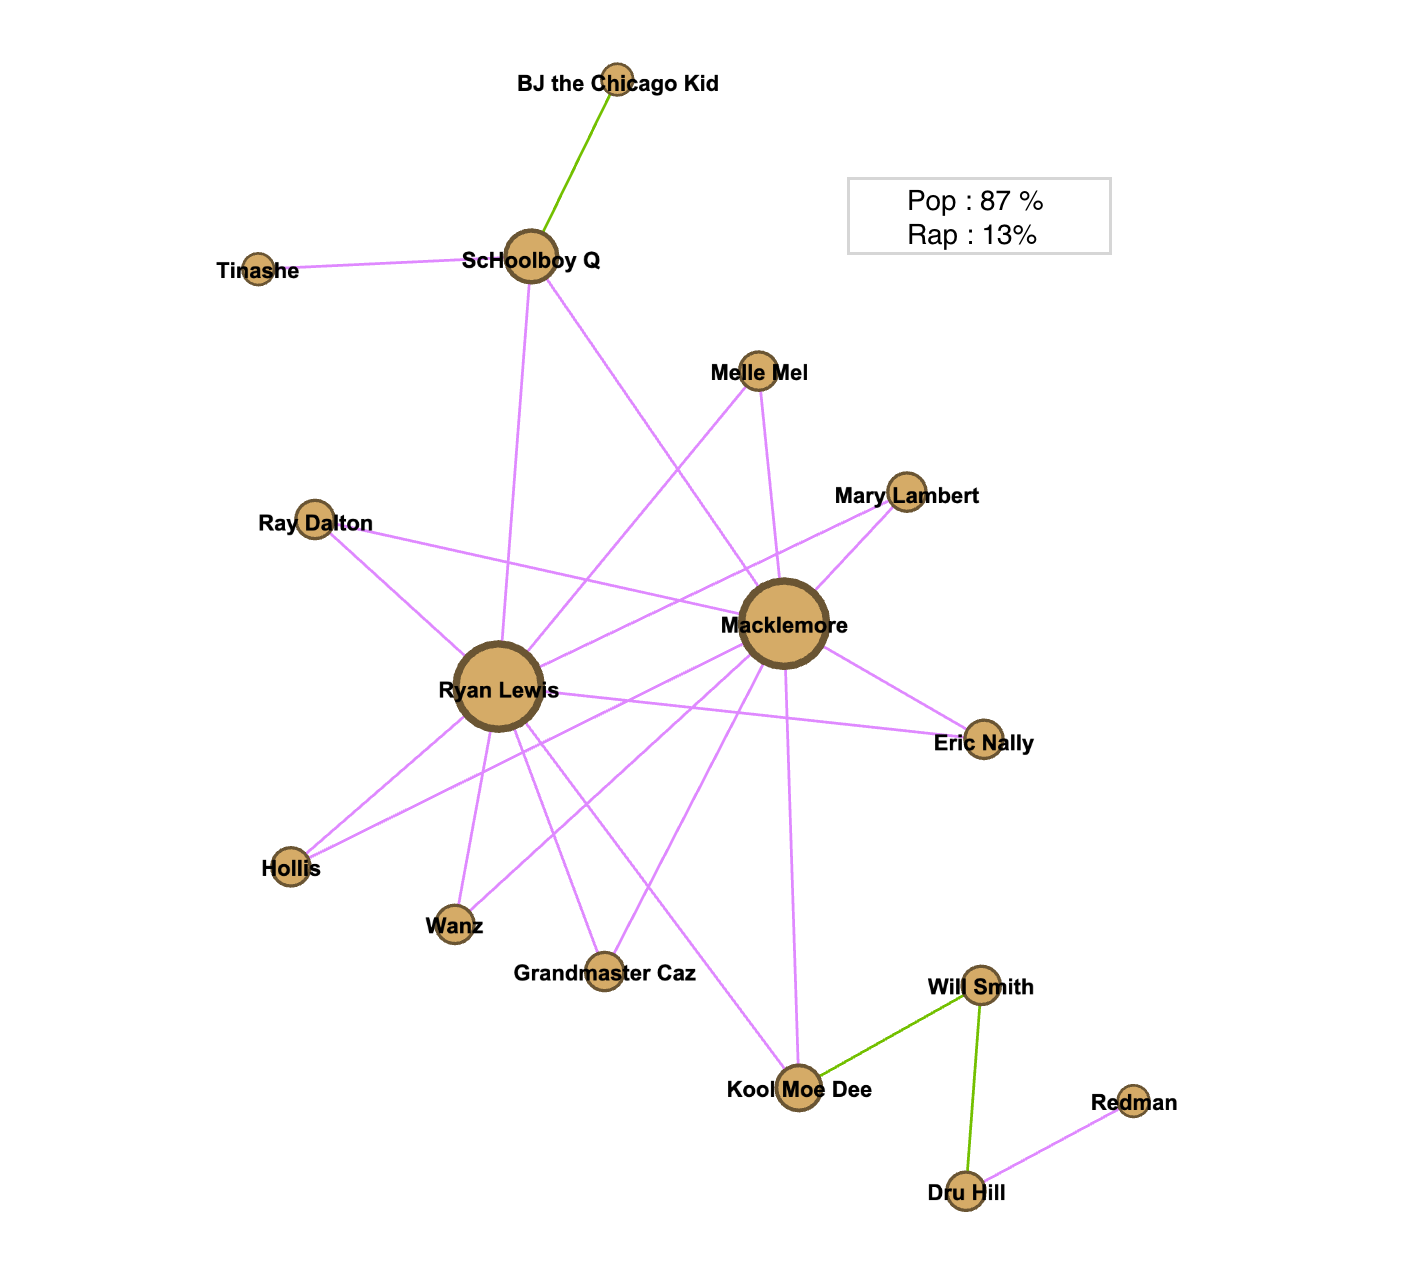 BJ the Chicago Kid
Pop : 87 %
Rap : 13%
ScHoolboy Q
Tinashe
Melle Mel
Mary Lambert
Ray Dalton
Macklemore
Ryan Lewis
Eric Nally
Hollis
Wanz
Grandmaster Caz
Will Smith
Kool Moe Dee
Redman
Dru Hill